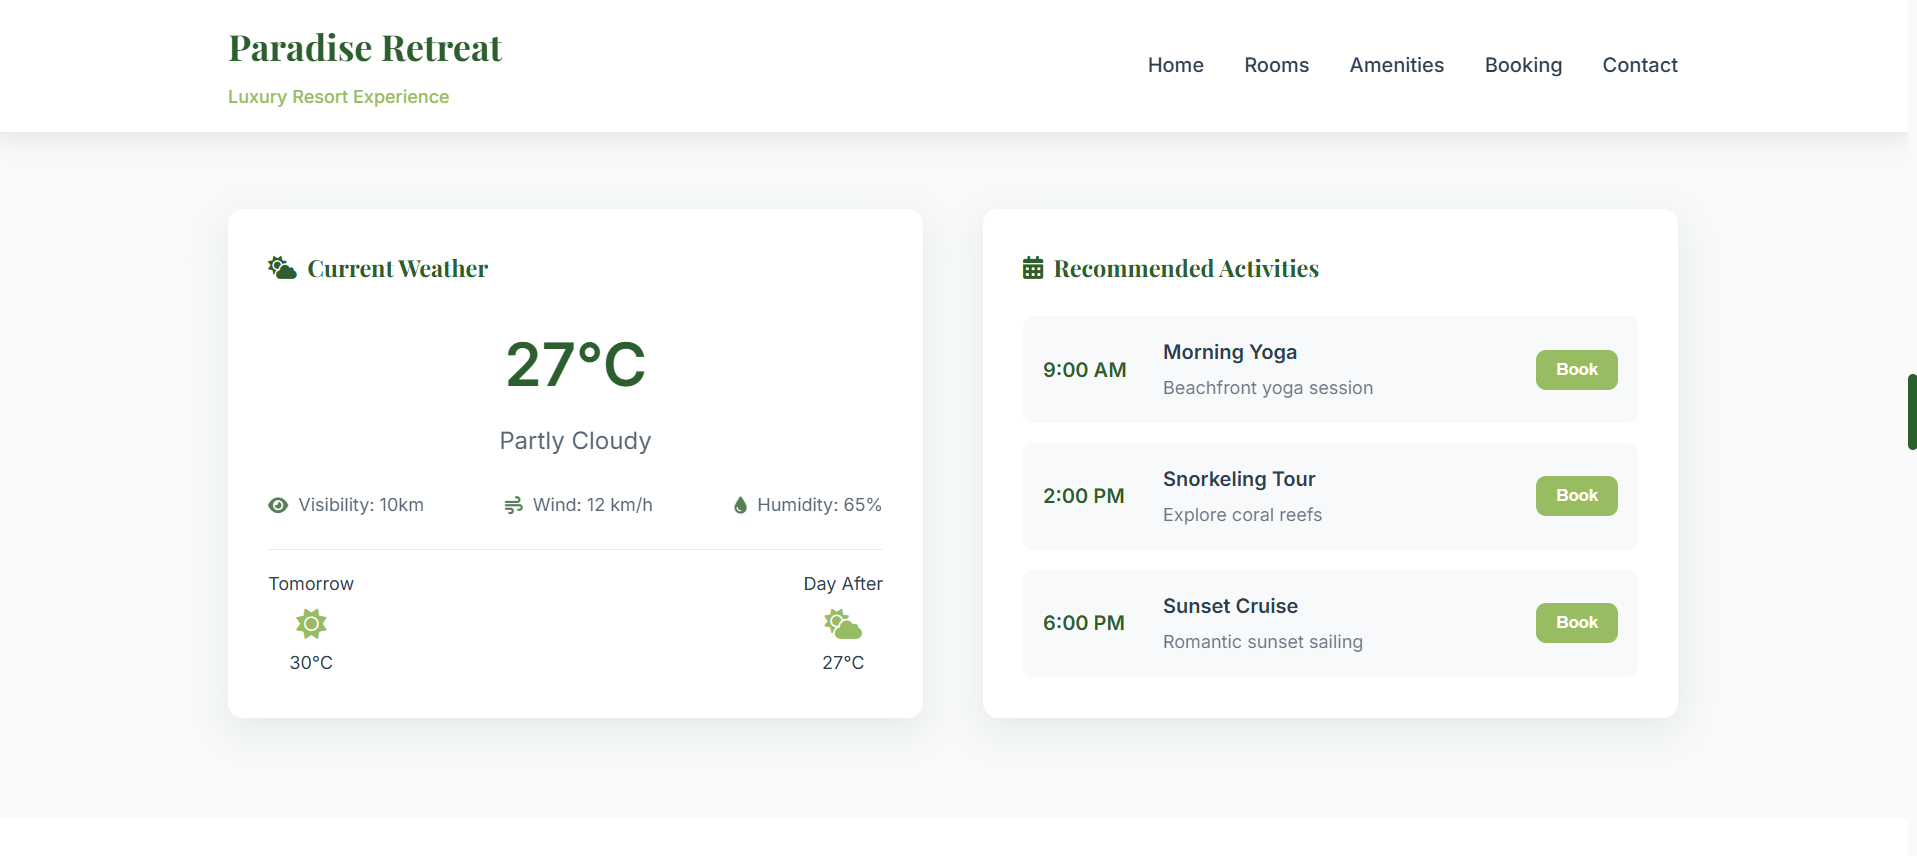 Paradise Retreat
Luxury Resort Experience
Home Rooms Amenities Booking Contact
Current Weather
27°C
Partly Cloudy
Visibility: 10km Wind: 12 km/h Humidity: 65%
Tomorrow
30°C
Day After
27°C
Recommended Activities
9:00 AM
Morning Yoga
Beachfront yoga session
Book
2:00 PM
Snorkeling Tour
Explore coral reefs
Book
6:00 PM
Sunset Cruise
Romantic sunset sailing
Book